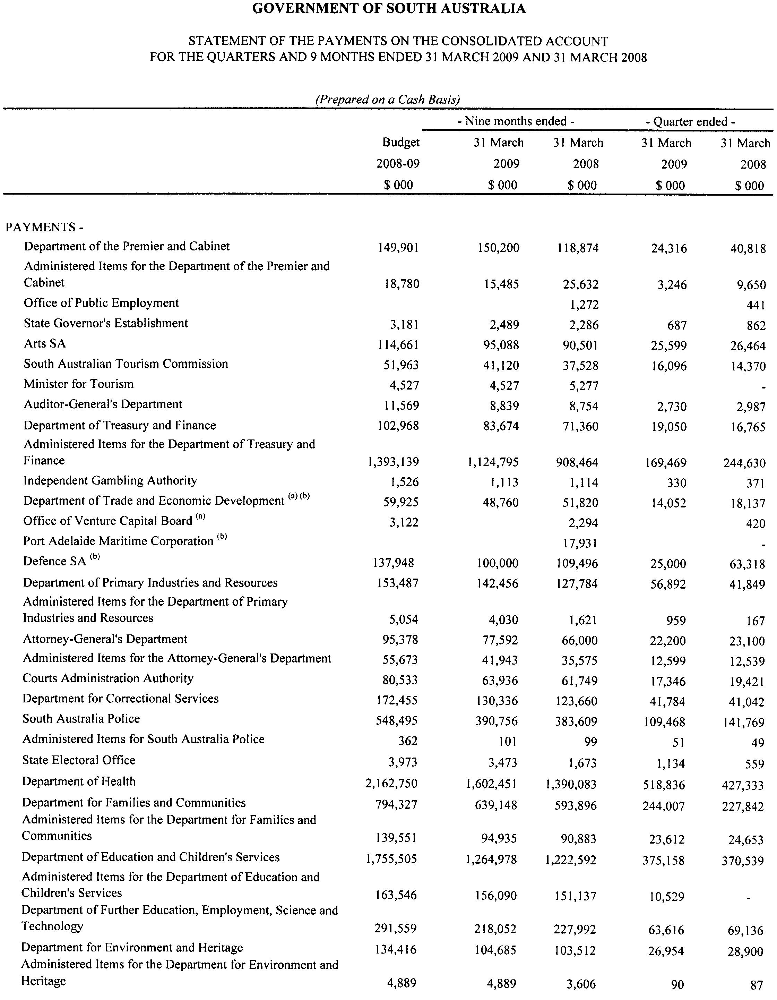 GOVERNMENT OF SOUTH AUSTRALIA
STATEMENT OF THE PAYMENTS ON THE CONSOLIDATED ACCOUNT
FOR THE QUARTERS AND 9 MONTHS ENDED 31 MARCH 2009 AND 31 MARCH 2008
(Prepared on a Cash Basis)
- Nine months ended - - Quarter ended -
Budget 31 March 31 March 31 March 31 March
2008-09 2009 2008 2009 2008
$ 000 $ 000 $ 000 $ 000 $ 000
PAYMENTS -
Department of the Premier and Cabinet 149,901 150,200 118,874 24,316 40,818
Administered Items for the Department of the Premier and
Cabinet 18,780 15,485 25,632 3,246 9,650
Office of Public Employment 1,272 441
State Governor's Establishment 3,181 2,489 2,286 687 862
Arts SA 114,661 95,088 90,501 25,599 26,464
South Australian Tourism Commission 51,963 41,120 37,528 16,096 14,370
Minister for Tourism 4,527 4,527 5,277 -
Auditor-General's Department 11,569 8,839 8,754 2,730 2,987
Department of Treasury and Finance 102,968 83,674 71,360 19,050 16,765
Administered Items for the Department of Treasury and
Finance 1,393,139 1,124,795 908,464 169,469 244,630
Independent Gambling Authority 1,526 1,113 1,114 330 371
Department of Trade and Economic Development (a) (b) 59,925 48,760 51,820 14,052 18,137
Office of Venture Capital Board (a) 3,122 2,294 420
Port Adelaide Maritime Corporation (b) 17,931 -
Defence SA (b) 137,948 100,000 109,496 25,000 63,318
Department of Primary Industries and Resources 153,487 142,456 127,784 56,892 41,849
Administered Items for the Department of Primary
Industries and Resources 5,054 4,030 1,621 959 167
Attorney-General's Department 95,378 77,592 66,000 22,200 23,100
Administered Items for the Attorney-General's Department 55,673 41,943 35,575 12,599 12,539
Courts Administration Authority 80,533 63,936 61,749 17,346 19,421
Department for Correctional Services 172,455 130,336 123,660 41,784 41,042
South Australia Police 548,495 390,756 383,609 109,468 141,769
Administered Items for South Australia Police 362 101 99 51 49
State Electoral Office 3,973 3,473 1,673 1,134 559
Department of Health 2,162,750 1,602,451 1,390,083 518,836 427,333
Department for Families and Communities 794,327 639,148 593,896 244,007 227,842
Administered Items for the Department for Families and
Communities 139,551 94,935 90,883 23,612 24,653
Department of Education and Children's Services 1,755,505 1,264,978 1,222,592 375,158 370,539
Administered Items for the Department of Education and
Children's Services 163,546 156,090 151,137 10,529 -
Department of Further Education, Employment, Science and
Technology 291,559 218,052 227,992 63,616 69,136
Department for Environment and Heritage 134,416 104,685 103,512 26,954 28,900
Administered Items for the Department for Environment and
Heritage 4,889 4,889 3,606 90 87